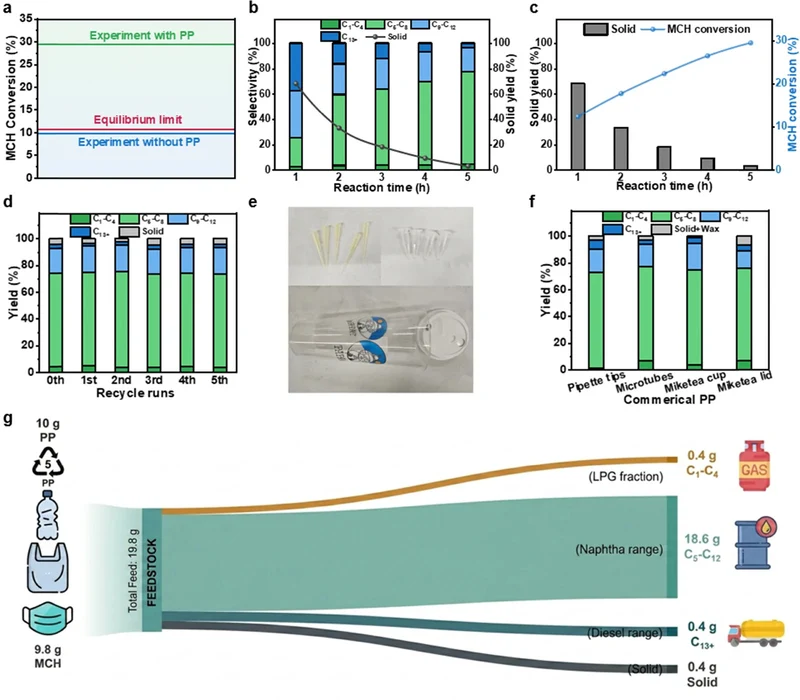 a
MCH Conversion (%)
35
30
25
20
15
10
5
0
Experiment with PP
Equilibrium limit
Experiment without PP
b
C₁-C₄
C₅-C₈
C₉-C₁₂
C₁₃₊
Solid
Selectivity (%)
100
80
60
40
20
0
1 2 3 4 5
Reaction time (h)
100
80
60
40
20
0
Solid yield (%)
c
Solid
MCH conversion
Solid yield (%)
100
80
60
40
20
0
1 2 3 4 5
Reaction time (h)
30
20
10
0
MCH conversion (%)
d
C₁-C₄
C₅-C₈
C₉-C₁₂
C₁₃₊
Solid
Yield (%)
100
80
60
40
20
0
0th 1st 2nd 3rd 4th 5th
Recycle runs
e
f
C₁-C₄
C₅-C₈
C₉-C₁₂
C₁₃₊
Solid+Wax
Yield (%)
100
80
60
40
20
0
Pipette tips
Microtubes
Miketea cup
Miketea lid
Commerical PP
g
10 g
PP
5
PP
9.8 g
MCH
Total Feed: 19.8 g
FEEDSTOCK
(LPG fraction)
0.4 g
C₁-C₄
GAS
(Naphtha range)
18.6 g
C₅-C₁₂
(Diesel range)
0.4 g
C₁₃₊
(Solid)
0.4 g
Solid